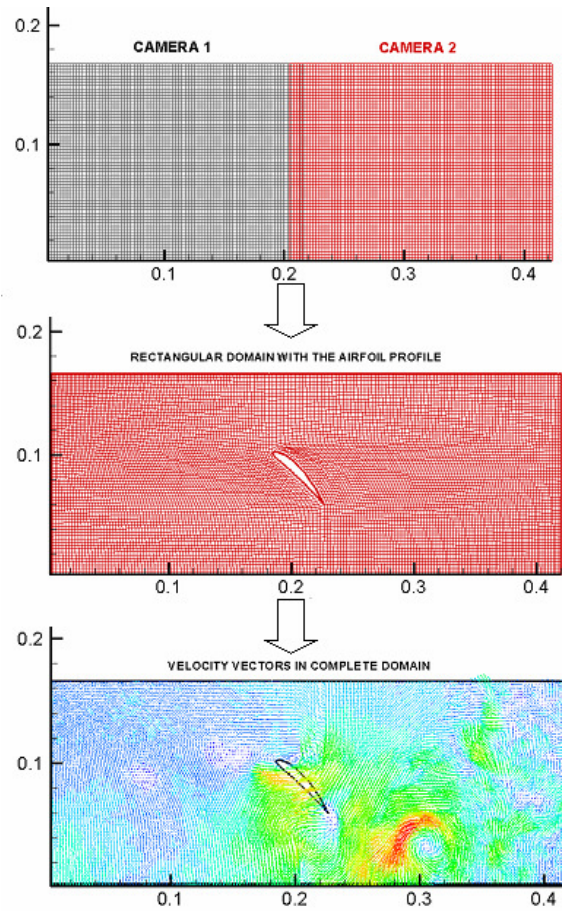 0.2
CAMERA 1 CAMERA 2
0.1
0.1 0.2 0.3 0.4
0.2
RECTANGULAR DOMAIN WITH THE AIRFOIL PROFILE
0.1
0.1 0.2 0.3 0.4
0.2
VELOCITY VECTORS IN COMPLETE DOMAIN
0.1
0.1 0.2 0.3 0.4